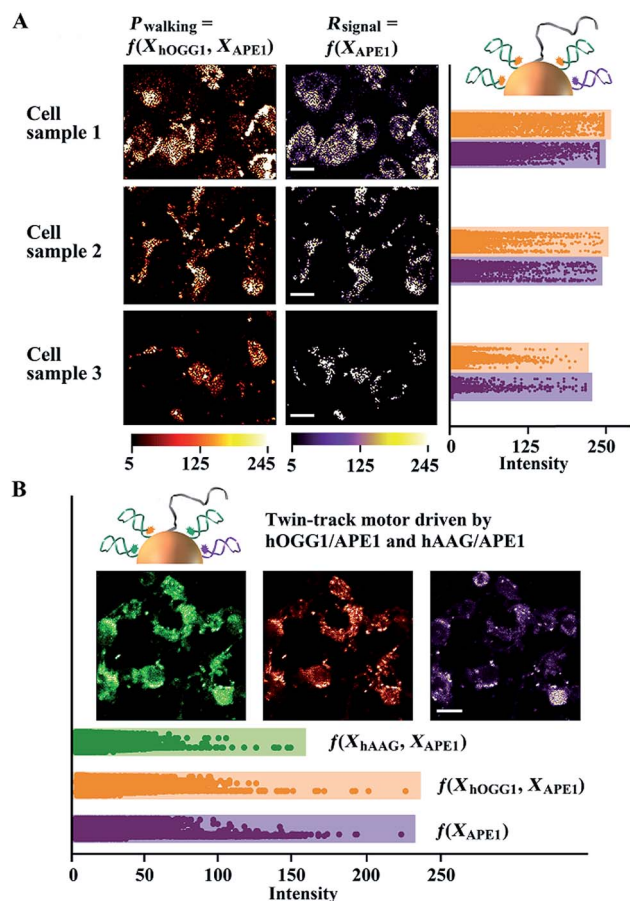 A
P walking = R signal =
f(X hOGG1, X APE1) f(X APE1)
Cell
sample 1
Cell
sample 2
Cell
sample 3
5 125 245 5 125 245
0 125 250
Intensity
B
Twin-track motor driven by
hOGG1/APE1 and hAAG/APE1
f(X hAAG, X APE1)
f(X hOGG1, X APE1)
f(X APE1)
0 50 100 150 200 250
Intensity